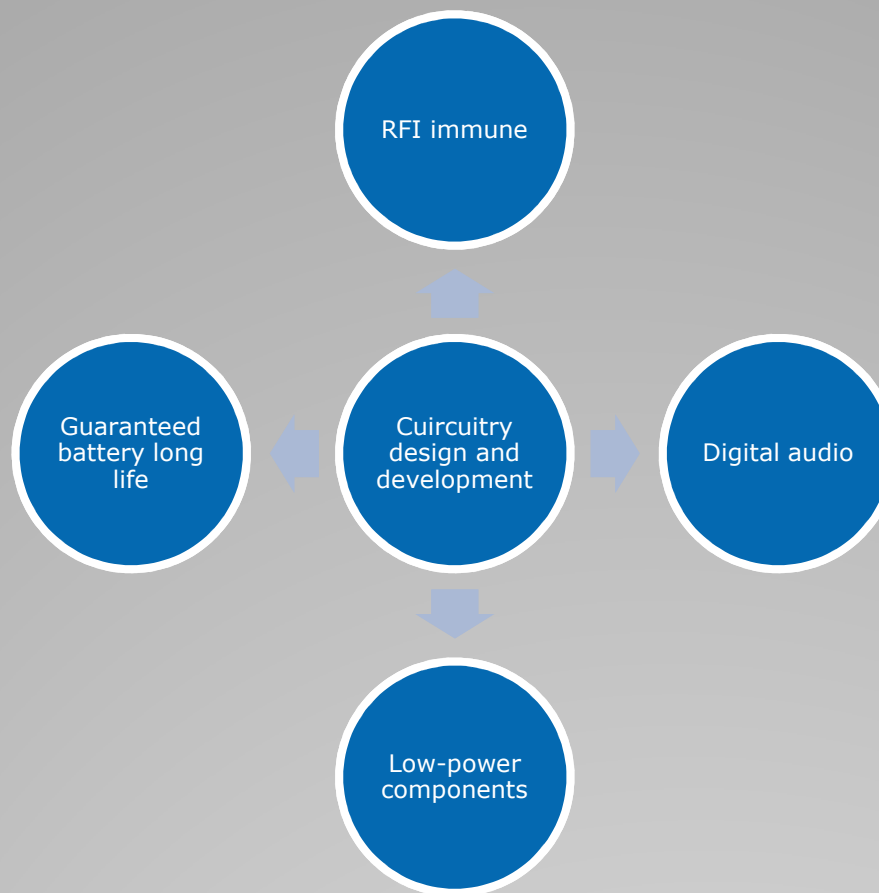 RFI immune
Guaranteed
battery long
life
Cuircuitry
design and
development
Digital audio
Low-power
components